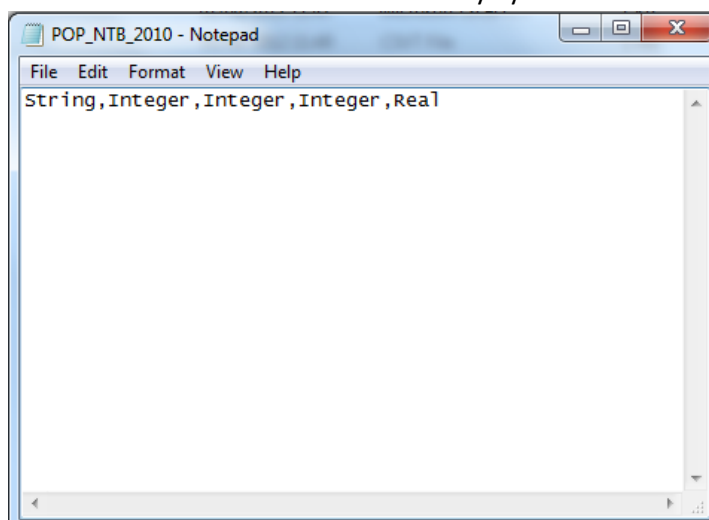 POP_NTB_2010 - Notepad
File Edit Format View Help
String,Integer,Integer,Integer,Real